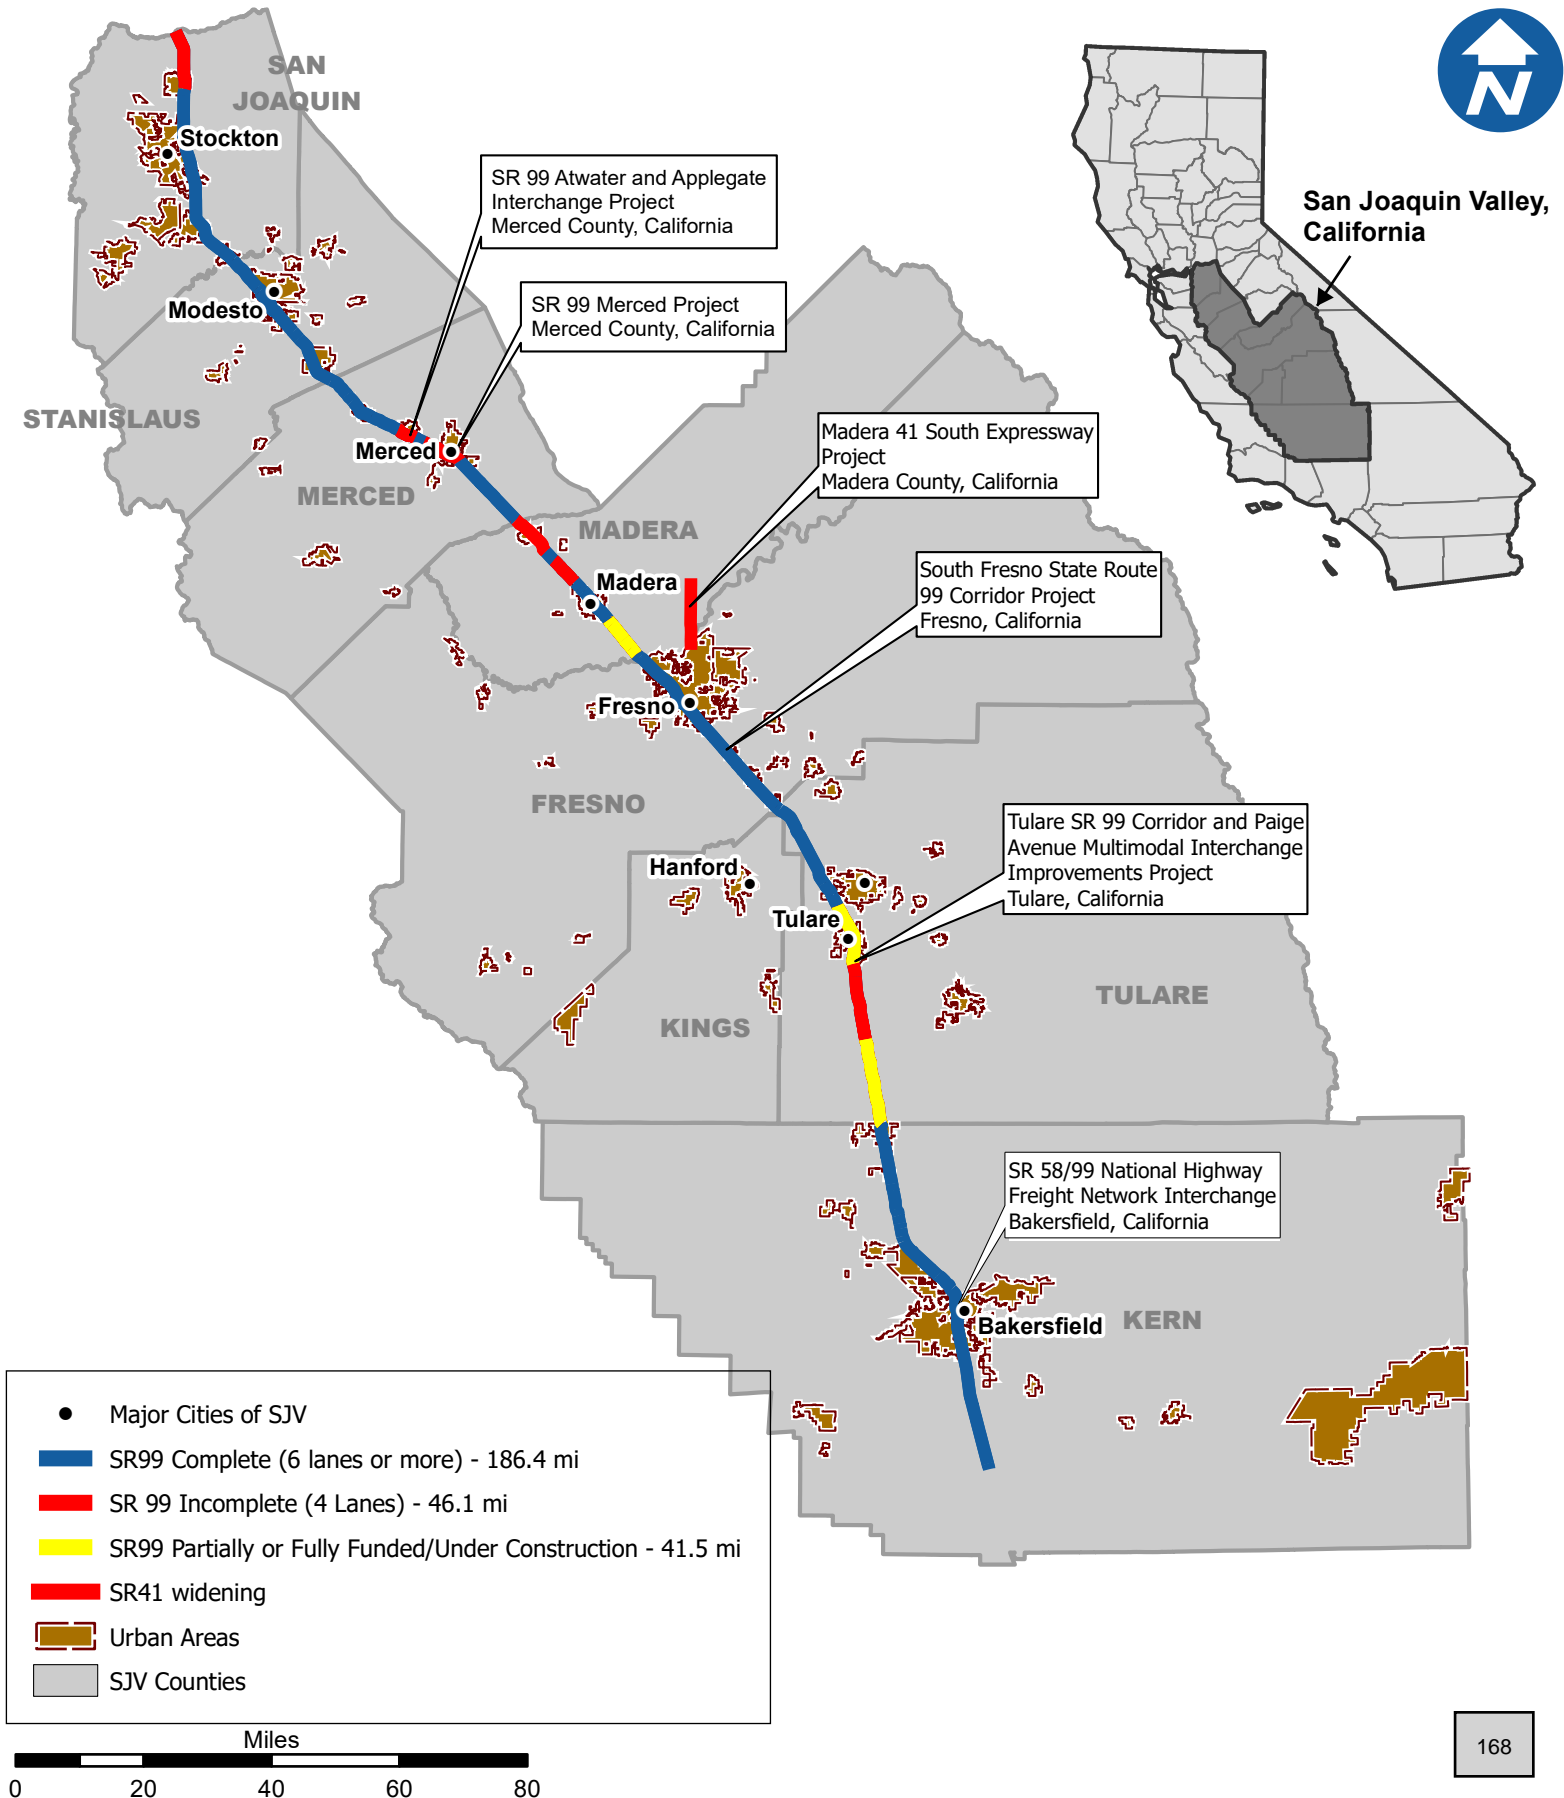 N
SAN
JOAQUIN
Stockton
SR 99 Atwater and Applegate
Interchange Project
Merced County, California
San Joaquin Valley,
California
SR 99 Merced Project
Merced County, California
Modesto
STANISLAUS
Merced
MERCED
Madera 41 South Expressway
Project
Madera County, California
MADERA
Madera
South Fresno State Route
99 Corridor Project
Fresno, California
Fresno
FRESNO
Tulare SR 99 Corridor and Paige
Avenue Multimodal Interchange
Improvements Project
Tulare, California
Hanford
Tulare
TULARE
KINGS
SR 58/99 National Highway
Freight Network Interchange
Bakersfield, California
Bakersfield
KERN
Major Cities of SJV
SR99 Complete (6 lanes or more) - 186.4 mi
SR 99 Incomplete (4 Lanes) - 46.1 mi
SR99 Partially or Fully Funded/Under Construction - 41.5 mi
SR41 widening
Urban Areas
SJV Counties
Miles
0 20 40 60 80
168